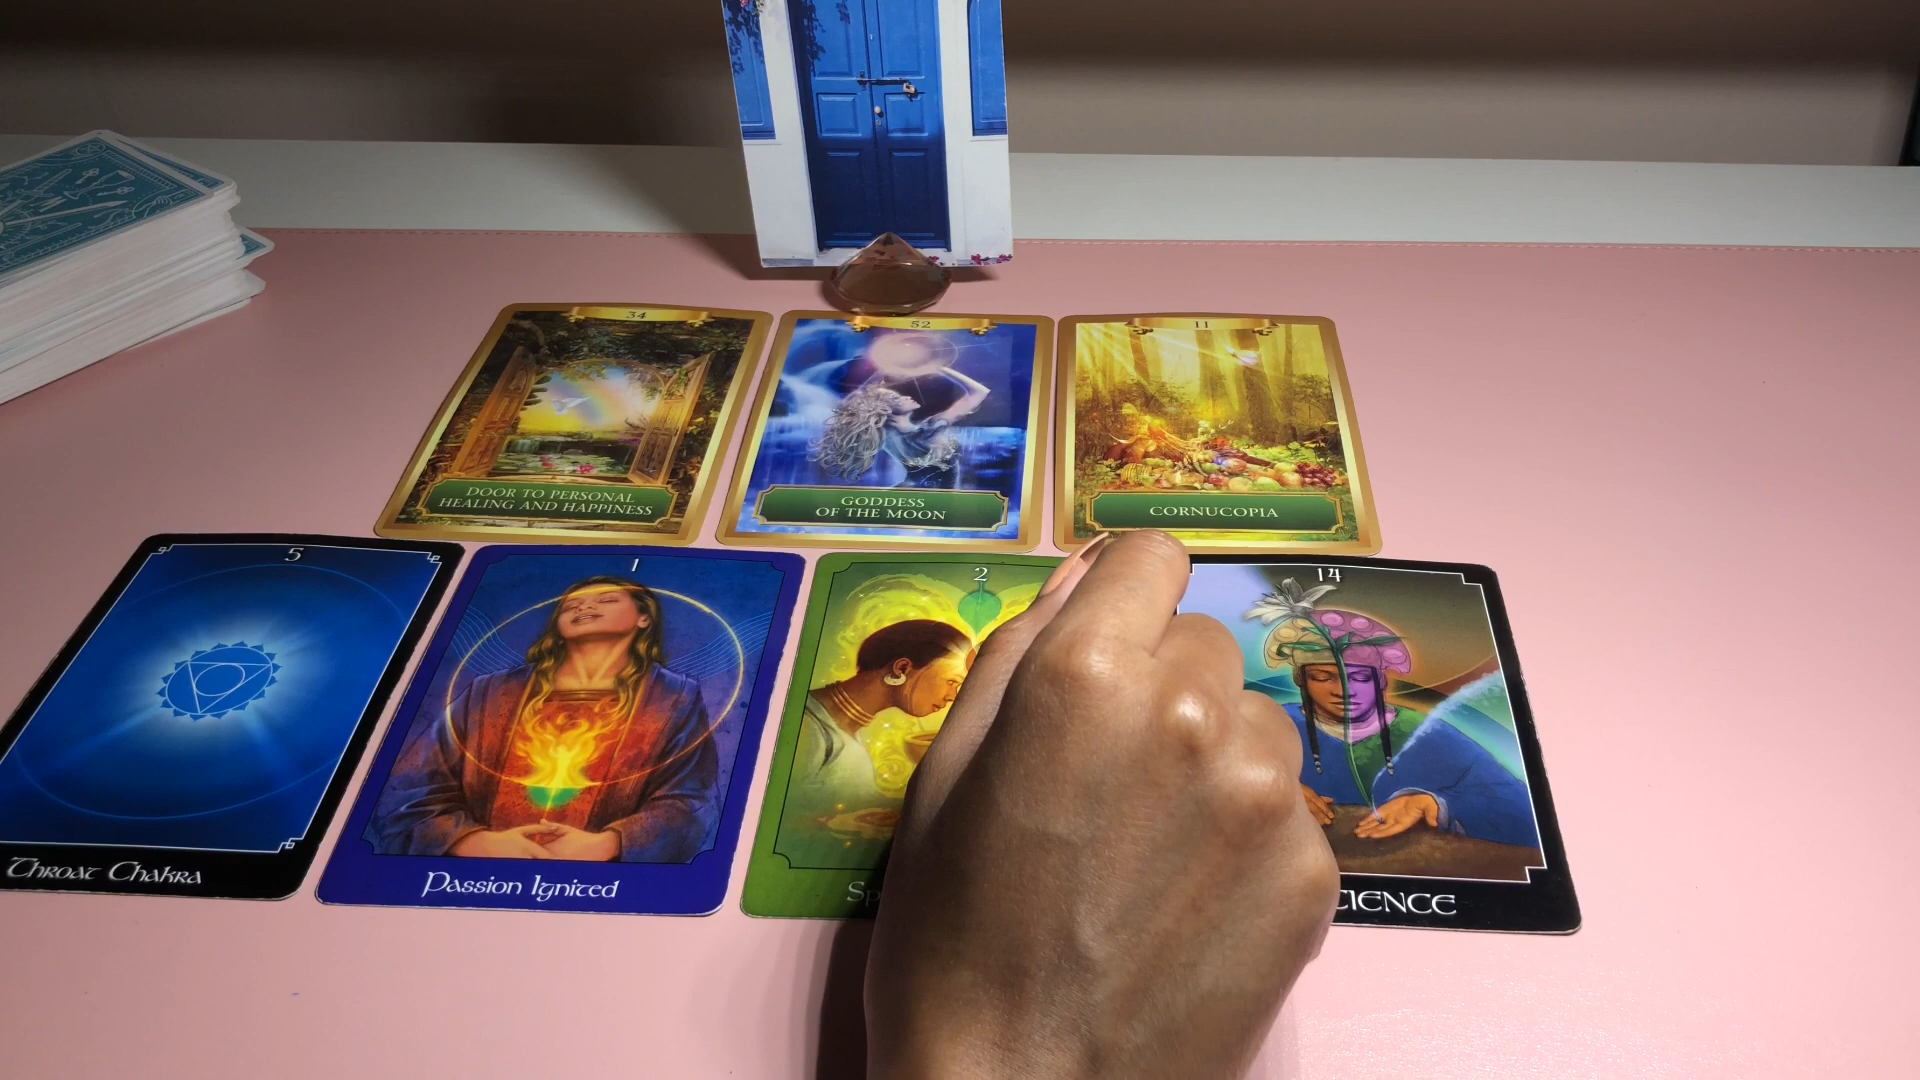 34
DOOR TO PERSONAL
HEALING AND HAPPINESS
52
GODDESS
OF THE MOON
11
CORNUCOPIA
5
Throat Chakra
1
Passion Ignited
2
14